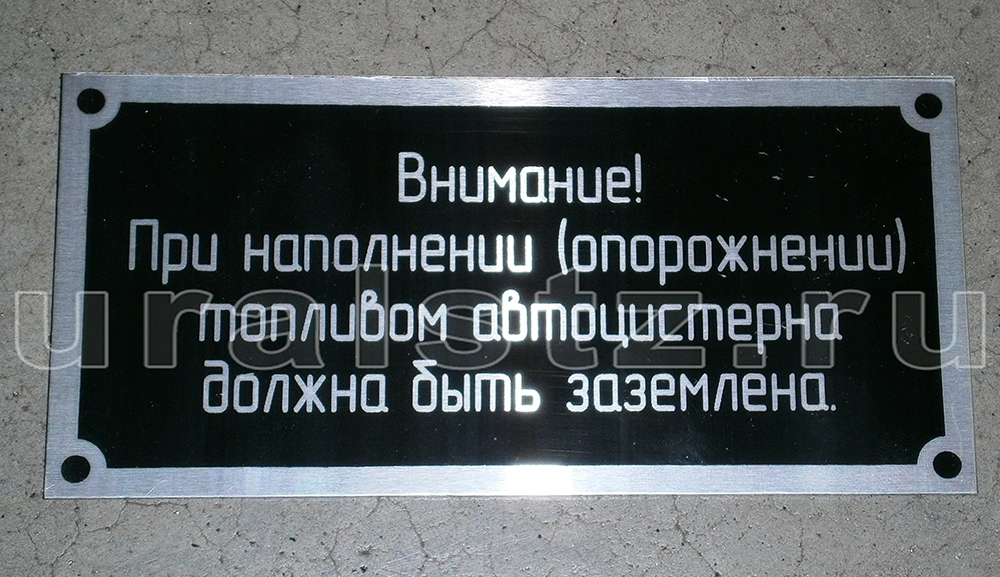 Внимание!
При наполнении (опорожнении)
топливом автоцистерна
должна быть заземлена.
uralstz.ru